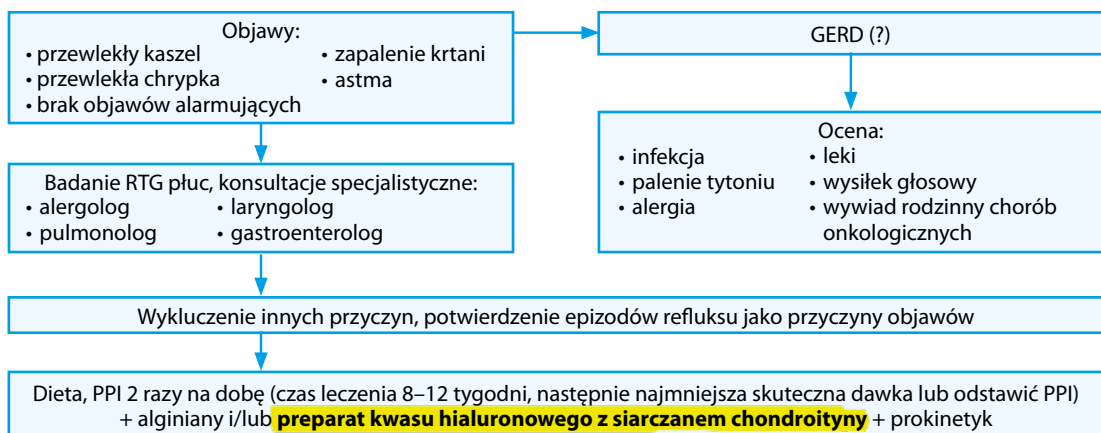 Objawy:
• przewlekły kaszel
• przewlekła chrypka
• brak objawów alarmujących
• zapalenie krtani
• astma
GERD (?)
Ocena:
• infekcja
• palenie tytoniu
• alergia
• leki
• wysiłek głosowy
• wywiad rodzinny chorób
onkologicznych
Badanie RTG płuc, konsultacje specjalistyczne:
• alergolog
• pulmonolog
• laryngolog
• gastroenterolog
Wykluczenie innych przyczyn, potwierdzenie epizodów refluksu jako przyczyny objawów
Dieta, PPI 2 razy na dobę (czas leczenia 8–12 tygodni, następnie najmniejsza skuteczna dawka lub odstawić PPI)
+ alginiany i/lub preparat kwasu hialuronowego z siarczanem chondroityny + prokinetyk